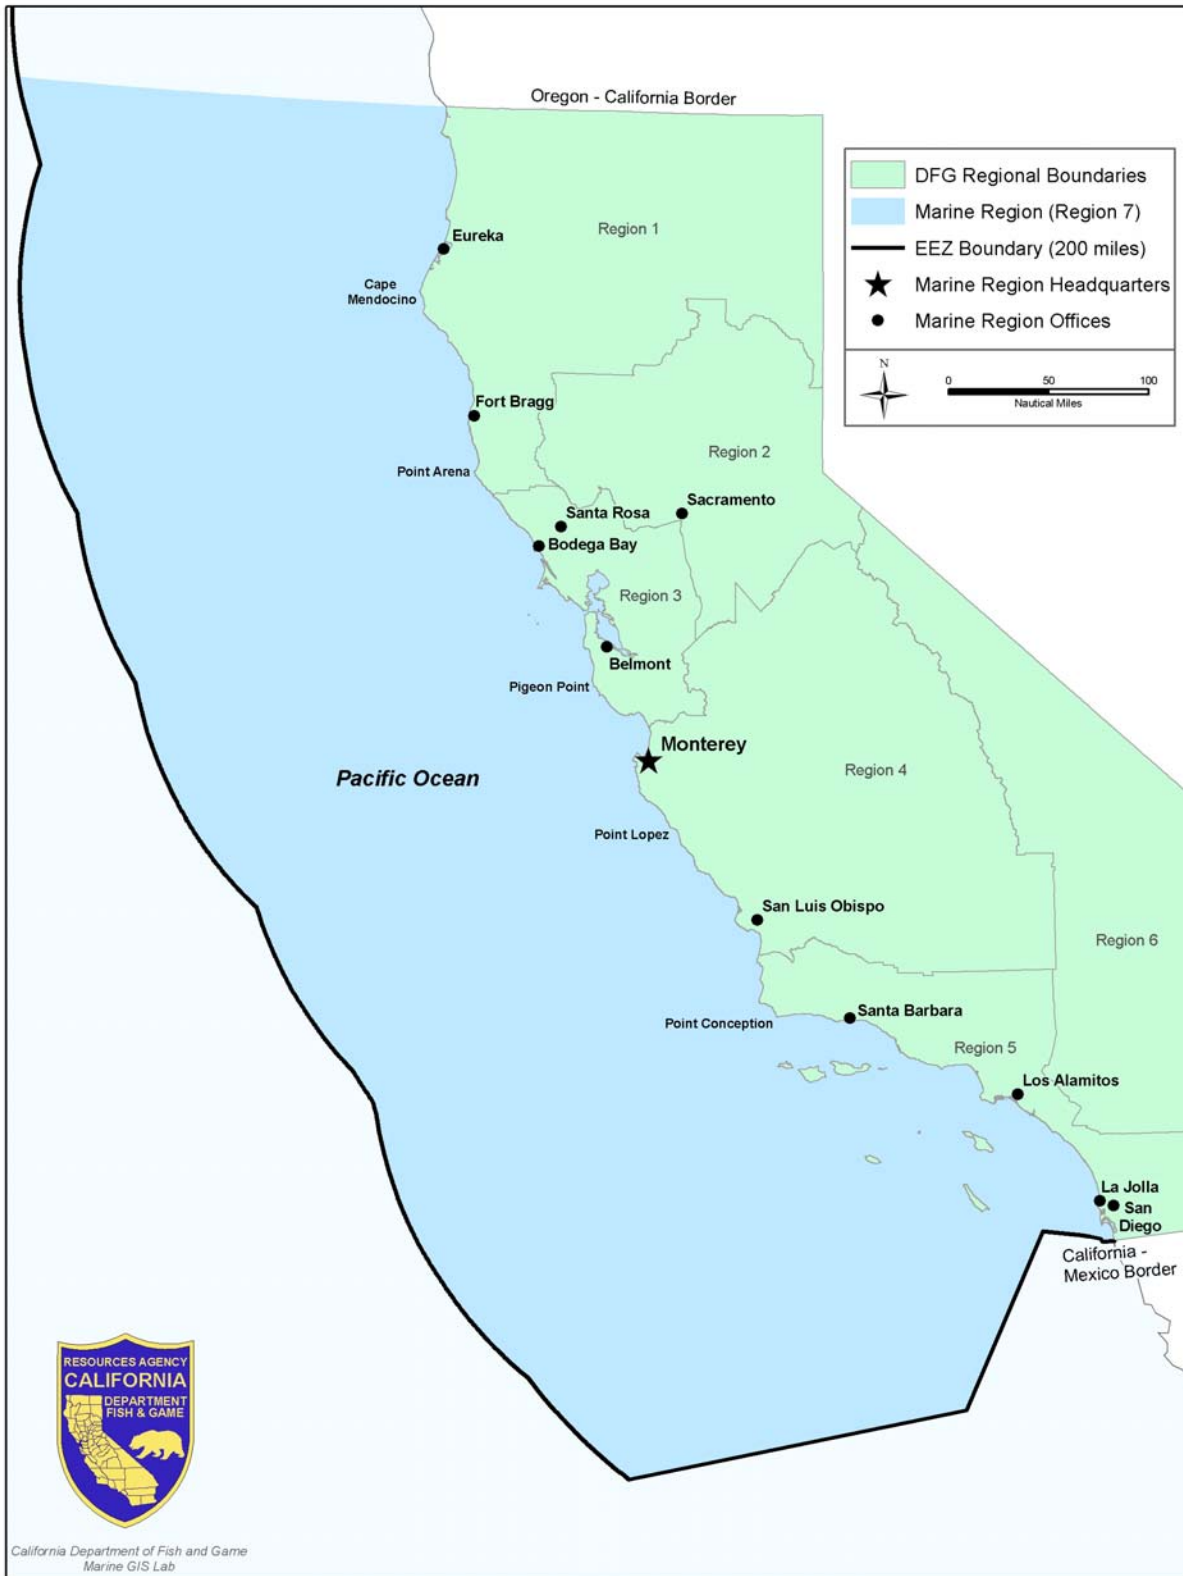 Oregon - California Border
DFG Regional Boundaries
Marine Region (Region 7)
EEZ Boundary (200 miles)
Marine Region Headquarters
Marine Region Offices
N
0 50 100
Nautical Miles
Region 1
Eureka
Cape
Mendocino
Fort Bragg
Point Arena
Region 2
Santa Rosa
Sacramento
Bodega Bay
Region 3
Belmont
Pigeon Point
Monterey
Pacific Ocean
Region 4
Point Lopez
San Luis Obispo
Region 6
Santa Barbara
Point Conception
Region 5
Los Alamitos
La Jolla
San
Diego
California -
Mexico Border
RESOURCES AGENCY
CALIFORNIA
DEPARTMENT
FISH & GAME
California Department of Fish and Game
Marine GIS Lab